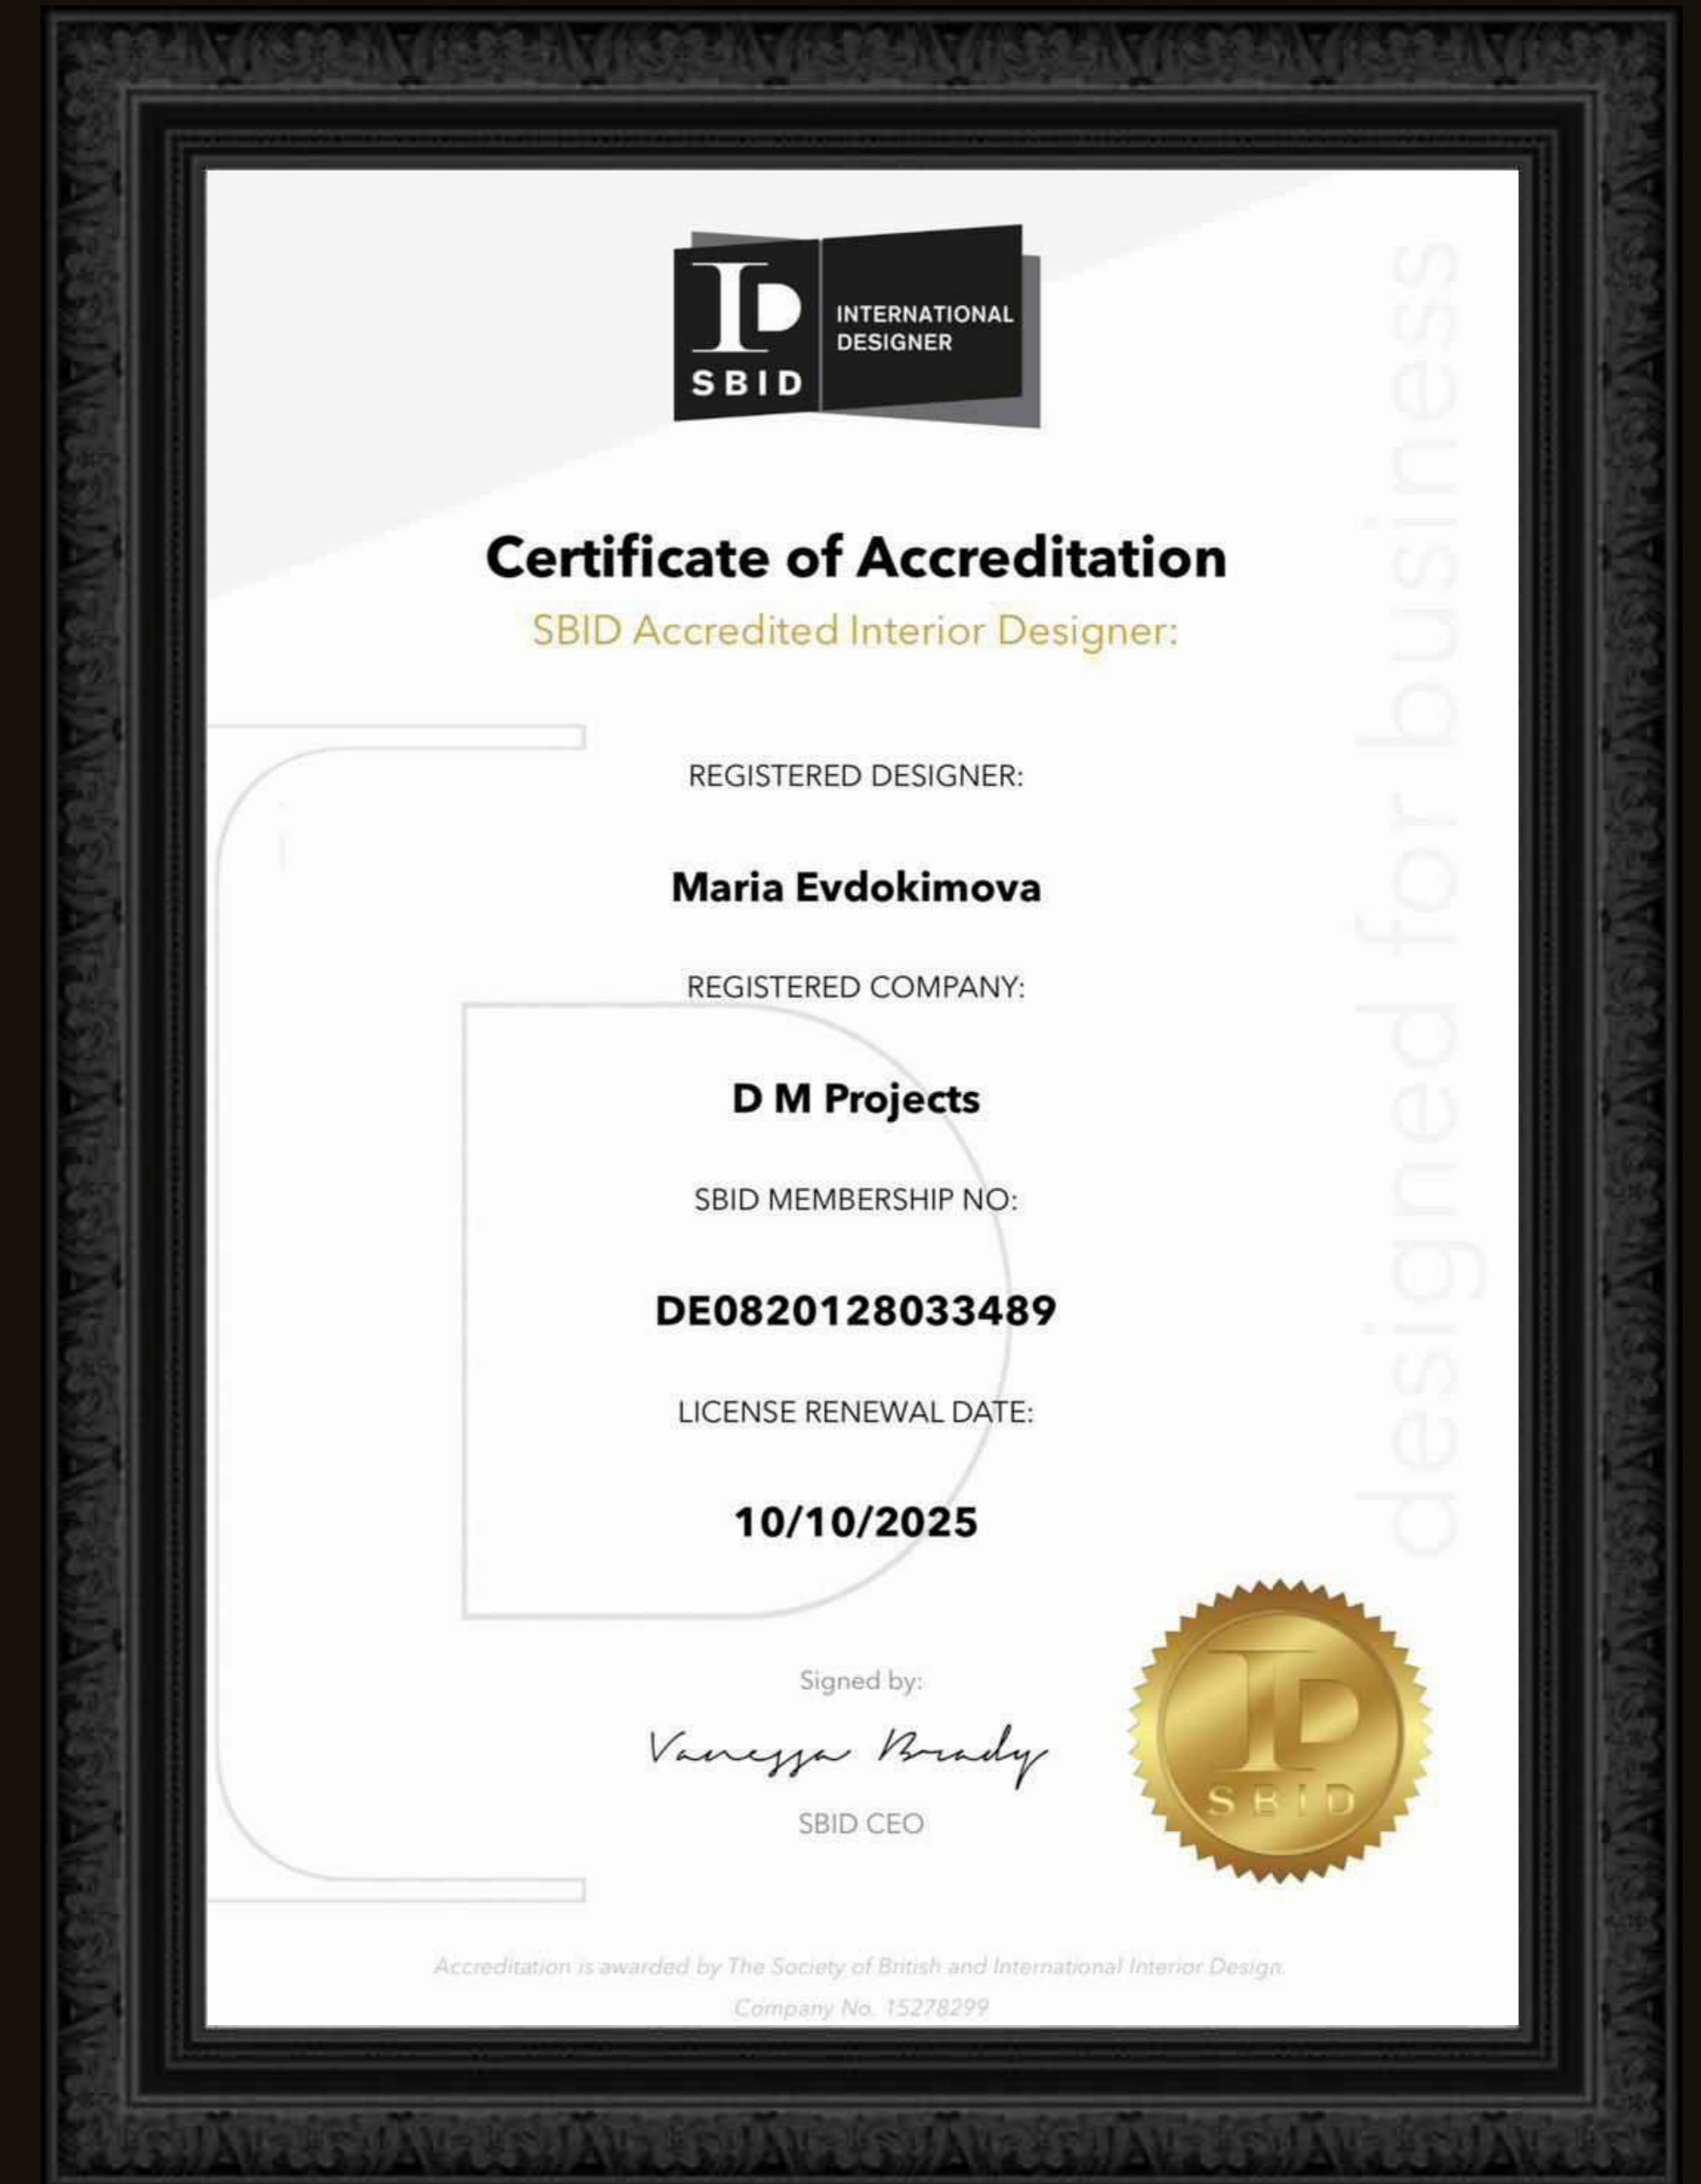 ID
SBID
INTERNATIONAL
DESIGNER
Certificate of Accreditation
SBID Accredited Interior Designer:
REGISTERED DESIGNER:
Maria Evdokimova
REGISTERED COMPANY:
D M Projects
SBID MEMBERSHIP NO:
DE0820128033489
LICENSE RENEWAL DATE:
10/10/2025
Signed by:
Vanessa Brady
SBID CEO
ID
SBID
Accreditation is awarded by The Society of British and International Interior Design.
Company No. 15278299
designed for business